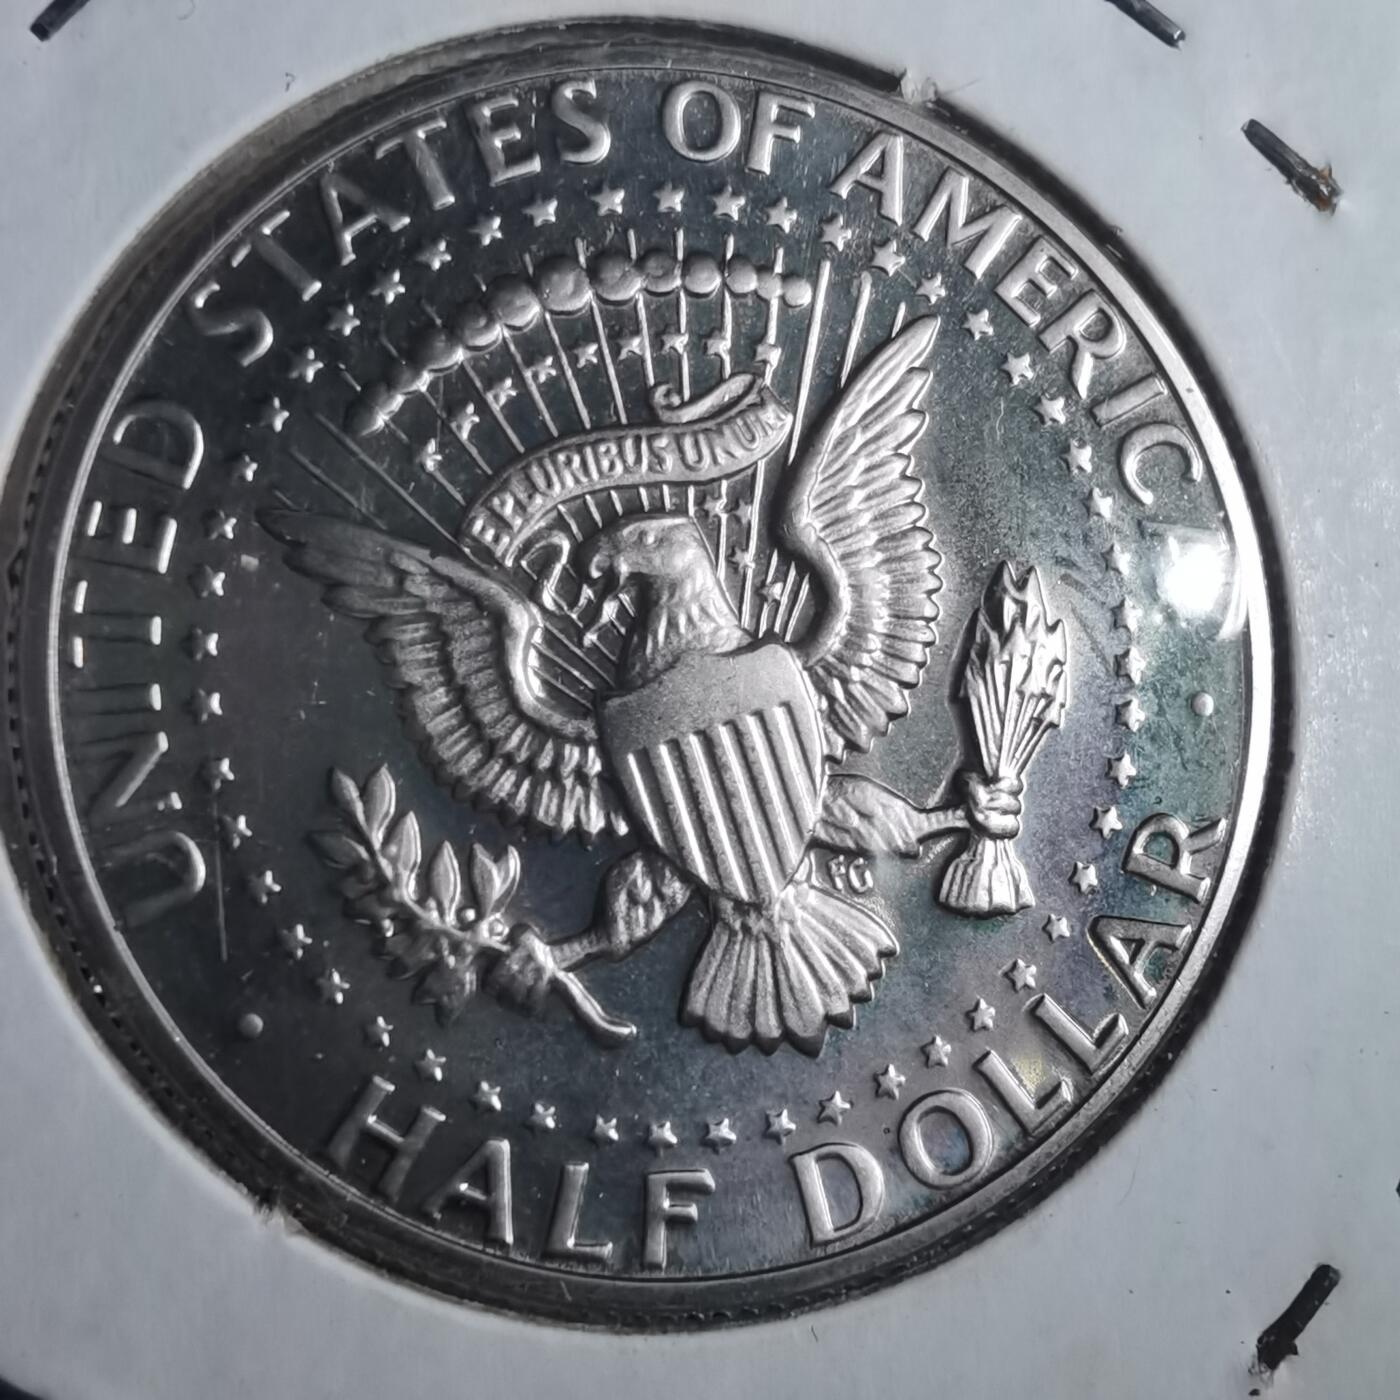 UNITED STATES OF AMERICA
E PLURIBUS UNUM
FG
HALF DOLLAR